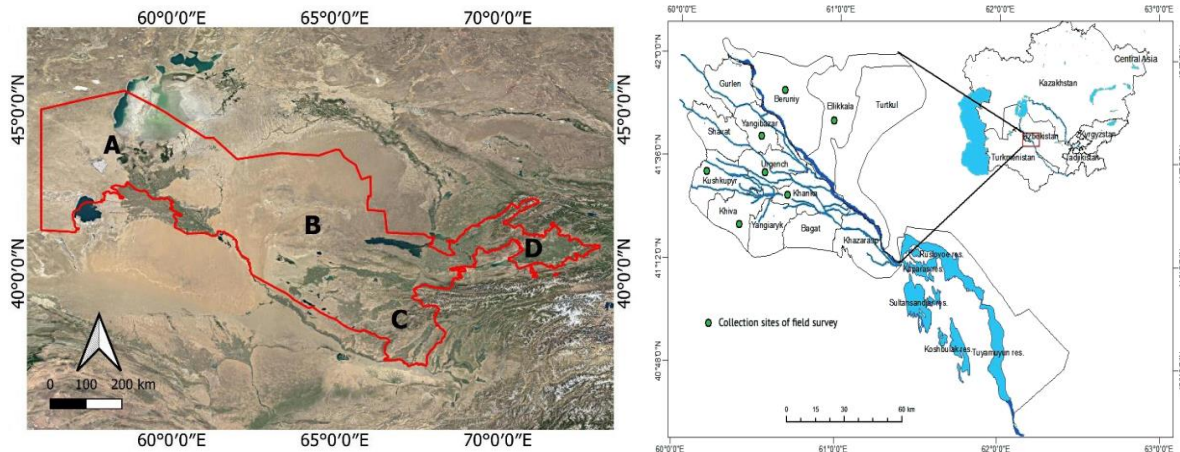 60°0′0″E 65°0′0″E 70°0′0″E
45°0′0″N
45°0′0″N
40°0′0″N
40°0′0″N
A
B
D
C
0 100 200 km
60°0′0″E 65°0′0″E 70°0′0″E
60°0'0"E 61°0'0"E 62°0'0"E 63°0'0"E
42°0'0"N
41°36'0"N
41°12'0"N
40°48'0"N
Central Asia
Kazakhstan
Uzbekistan
Kyrgyzstan
Turkmenistan
Gurlen
Beruniy
Ellikkala
Turtkul
Yangibazar
Shavat
Urgench
Kushkupyr
Khanka
Khiva
Yangiaryk
Bagat
Khazarasp
Ruslovoe res.
Kaparas res.
Sultansandjar res.
Koshbulak res.
Tuyamuyun res.
Collection sites of field survey
0 15 30 60 km
60°0'0"E 61°0'0"E 62°0'0"E 63°0'0"E